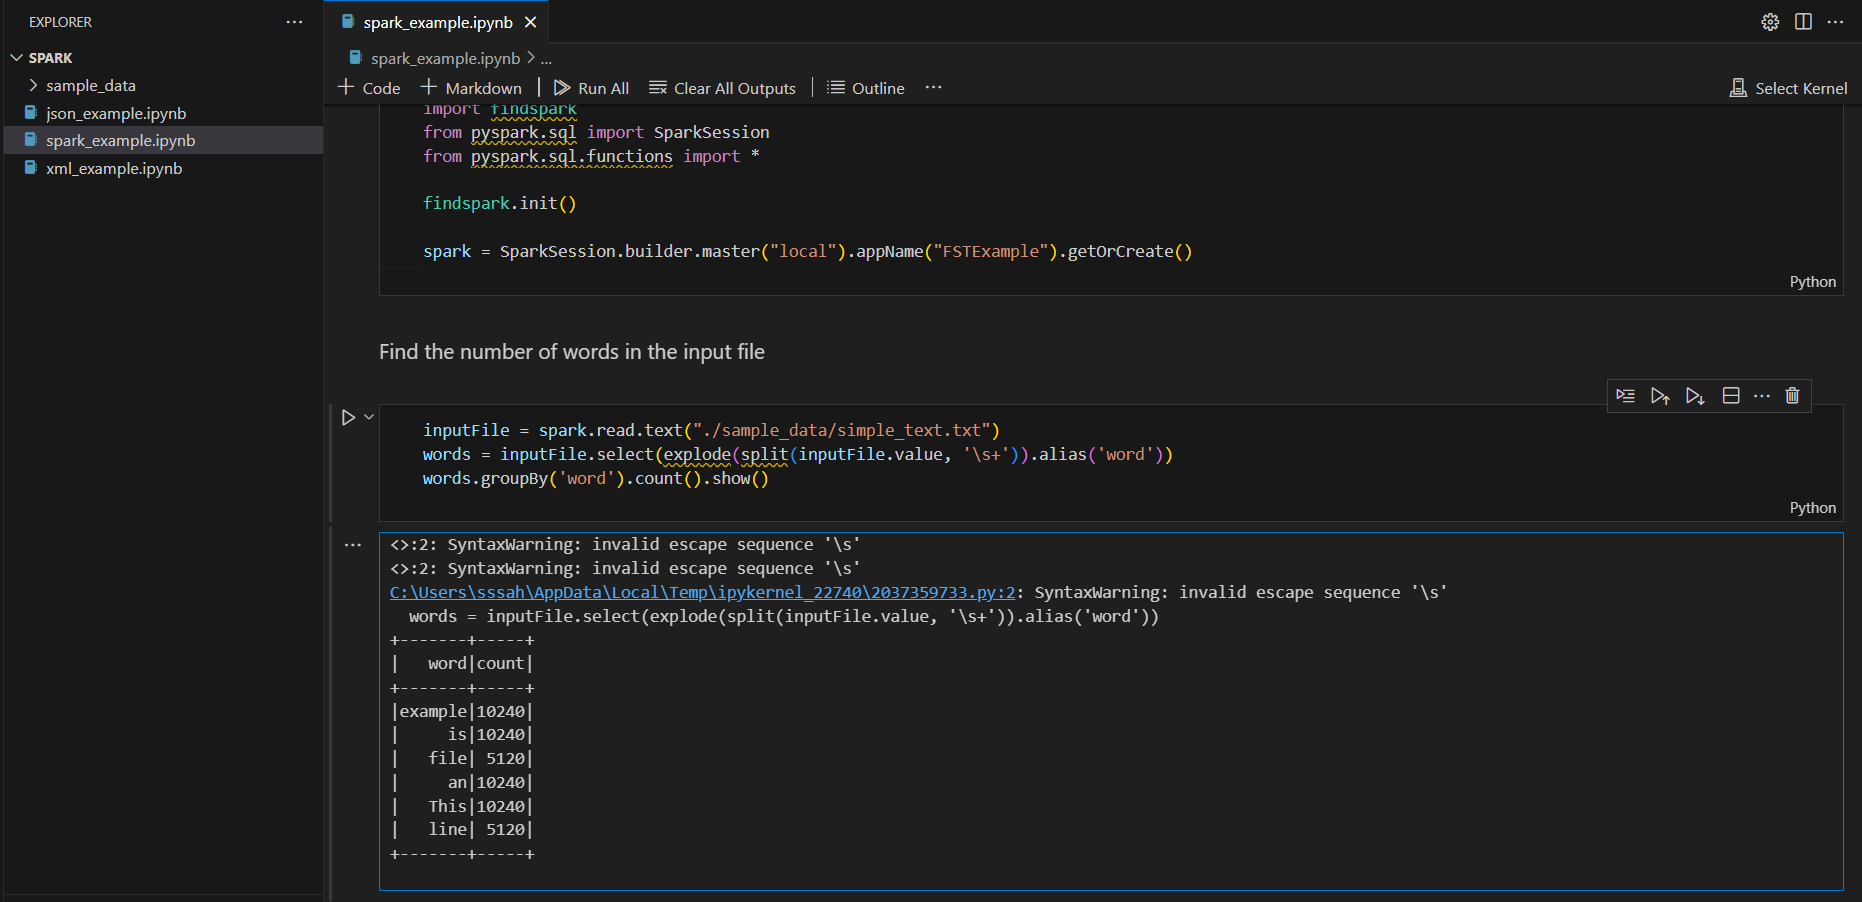 EXPLORER
SPARK
sample_data
json_example.ipynb
spark_example.ipynb
xml_example.ipynb
spark_example.ipynb
spark_example.ipynb > ...
+ Code + Markdown | Run All Clear All Outputs | Outline ...
Select Kernel
import findspark
from pyspark.sql import SparkSession
from pyspark.sql.functions import *
findspark.init()
spark = SparkSession.builder.master("local").appName("FSTExample").getOrCreate()
Python
Find the number of words in the input file
inputFile = spark.read.text("./sample_data/simple_text.txt")
words = inputFile.select(explode(split(inputFile.value, '\s+')).alias('word'))
words.groupBy('word').count().show()
Python
<>:2: SyntaxWarning: invalid escape sequence '\s'
<>:2: SyntaxWarning: invalid escape sequence '\s'
C:\Users\sssah\AppData\Local\Temp\ipykernel_22740\2037359733.py:2: SyntaxWarning: invalid escape sequence '\s'
  words = inputFile.select(explode(split(inputFile.value, '\s+')).alias('word'))
+-------+-----+
|   word|count|
+-------+-----+
|example|10240|
|     is|10240|
|   file| 5120|
|     an|10240|
|   This|10240|
|   line| 5120|
+-------+-----+